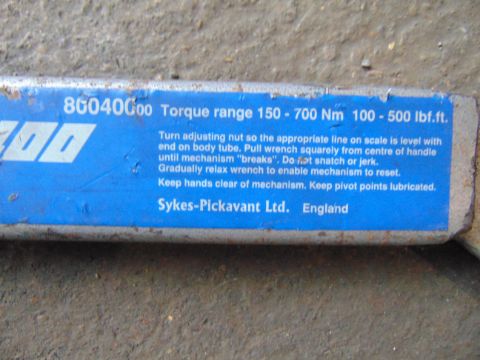 80040000 Torque range 150 - 700 Nm 100 - 500 lbf.ft.
400
Turn adjusting nut so the appropriate line on scale is level with
end on body tube. Pull wrench squarely from centre of handle
until mechanism "breaks". Do not snatch or jerk.
Gradually relax wrench to enable mechanism to reset.
Keep hands clear of mechanism. Keep pivot points lubricated.
Sykes-Pickavant Ltd. England